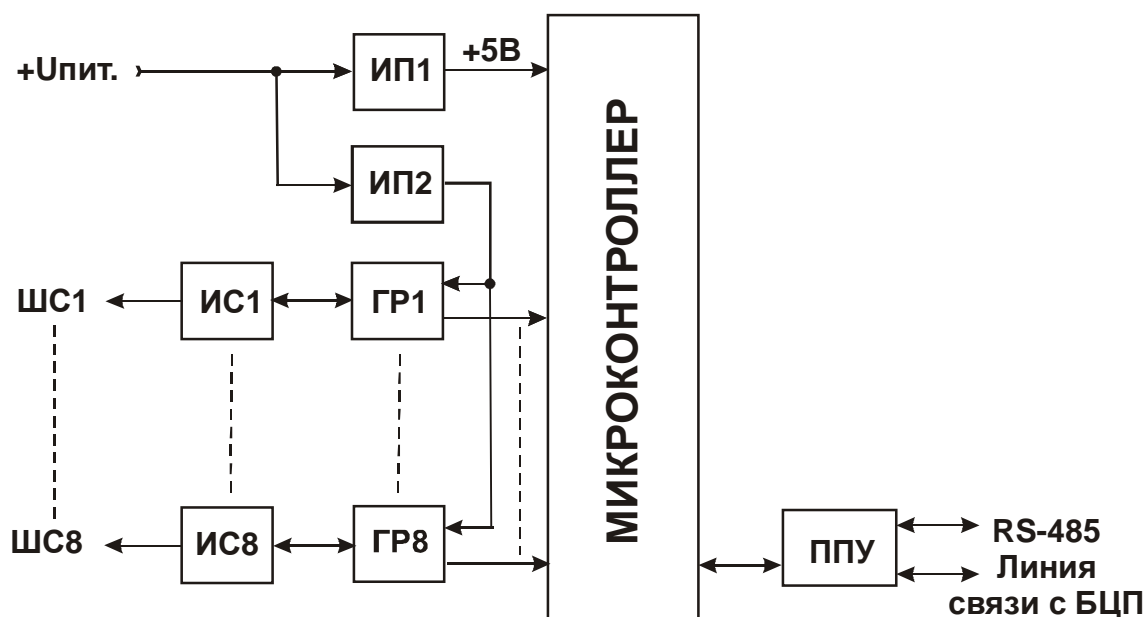 +Uпит.
ИП1
+5В
ИП2
ШС1
ИС1
ГР1
МИКРОКОНТРОЛЛЕР
ШС8
ИС8
ГР8
ППУ
RS-485
Линия
связи с БЦП